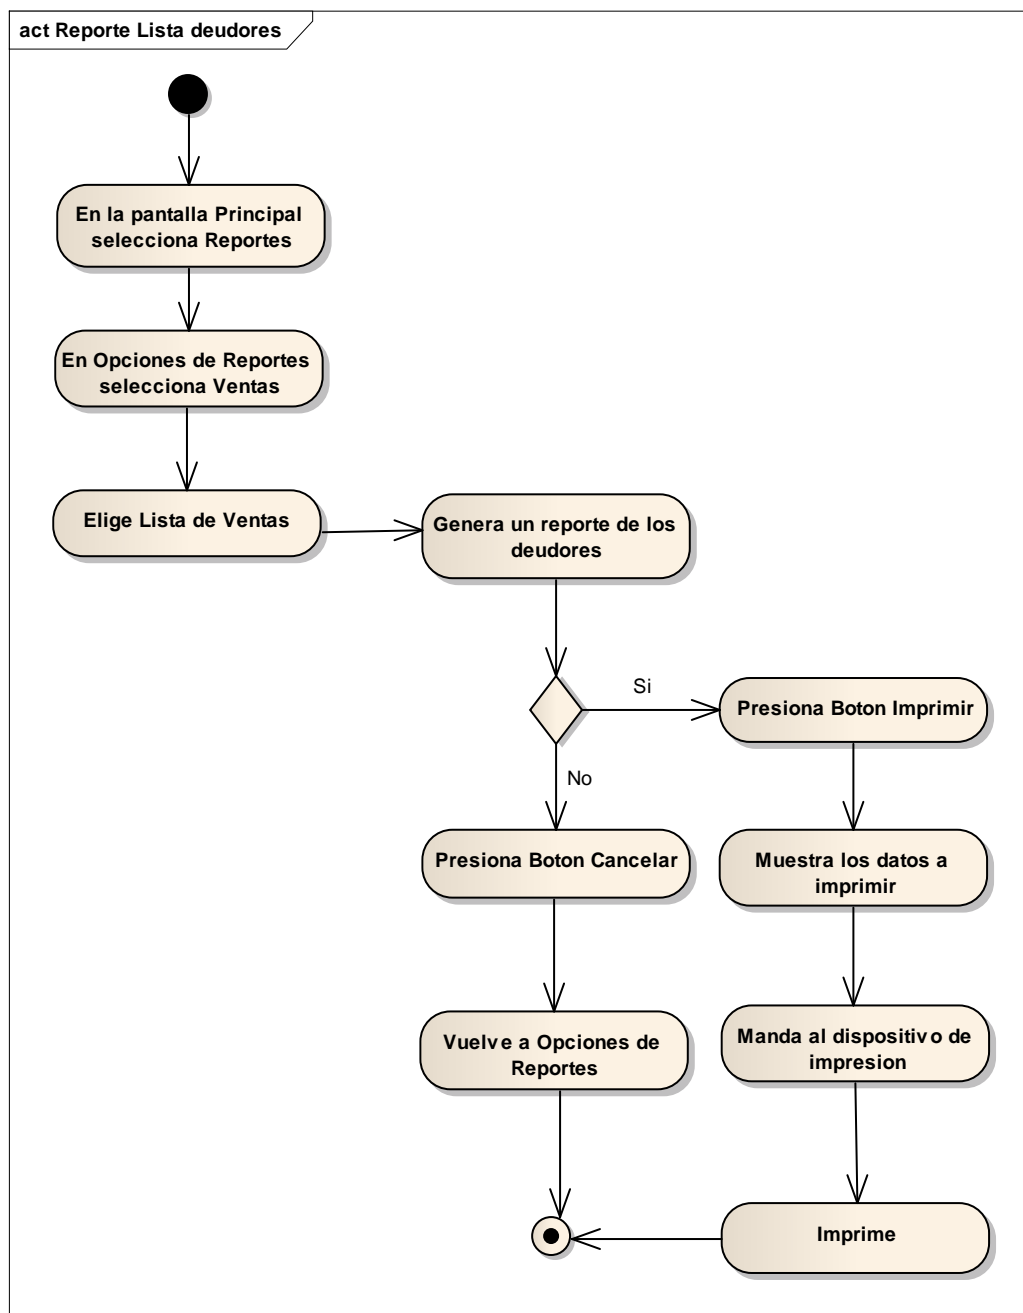 act Reporte Lista deudores
En la pantalla Principal
selecciona Reportes
En Opciones de Reportes
selecciona Ventas
Elige Lista de Ventas
Genera un reporte de los
deudores
Si
Presiona Boton Imprimir
No
Presiona Boton Cancelar
Muestra los datos a
imprimir
Vuelve a Opciones de
Reportes
Manda al dispositivo de
impresion
Imprime